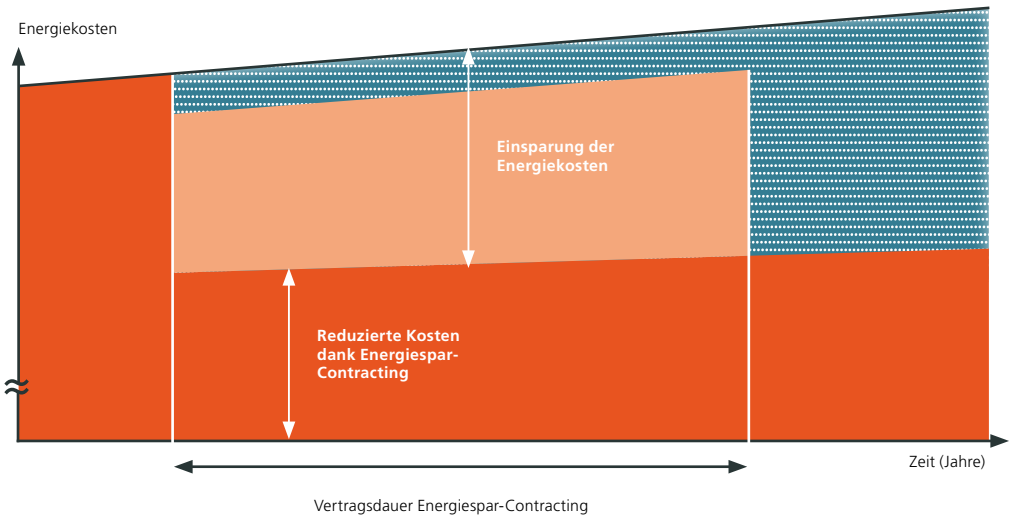 Energiekosten
Einsparung der
Energiekosten
Reduzierte Kosten
dank Energiespar-
Contracting
Zeit (Jahre)
Vertragsdauer Energiespar-Contracting